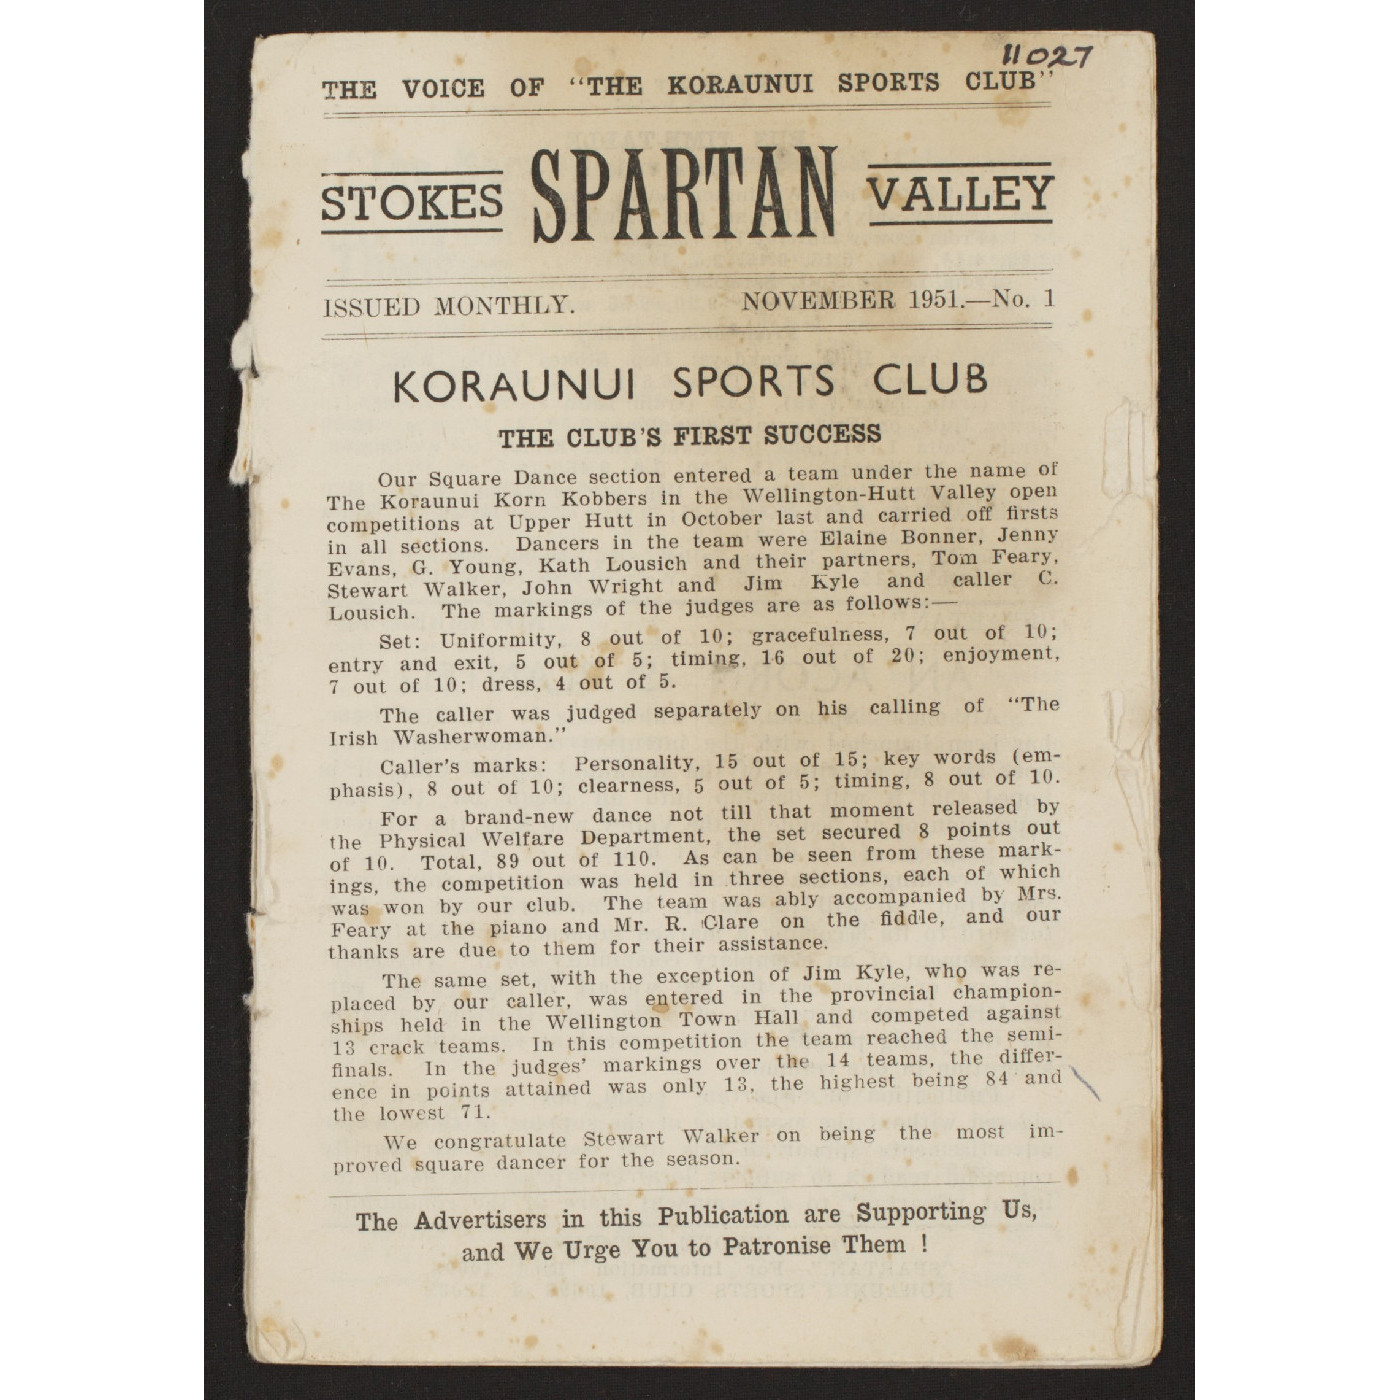 11027
THE VOICE OF "THE KORAUNUI SPORTS CLUB"
STOKES SPARTAN VALLEY
ISSUED MONTHLY. NOVEMBER 1951.—No. 1
KORAUNUI SPORTS CLUB
THE CLUB'S FIRST SUCCESS
Our Square Dance section entered a team under the name of
The Koraunui Korn Kobbers in the Wellington-Hutt Valley open
competitions at Upper Hutt in October last and carried off firsts
in all sections. Dancers in the team were Elaine Bonner, Jenny
Evans, G. Young, Kath Lousich and their partners, Tom Feary,
Stewart Walker, John Wright and Jim Kyle and caller C.
Lousich. The markings of the judges are as follows:—
Set: Uniformity, 8 out of 10; gracefulness, 7 out of 10;
entry and exit, 5 out of 5; timing, 16 out of 20; enjoyment,
7 out of 10; dress, 4 out of 5.
The caller was judged separately on his calling of "The
Irish Washerwoman."
Caller's marks: Personality, 15 out of 15; key words (em-
phasis), 8 out of 10; clearness, 5 out of 5; timing, 8 out of 10.
For a brand-new dance not till that moment released by
the Physical Welfare Department, the set secured 8 points out
of 10. Total, 89 out of 110. As can be seen from these mark-
ings, the competition was held in three sections, each of which
was won by our club. The team was ably accompanied by Mrs.
Feary at the piano and Mr. R. Clare on the fiddle, and our
thanks are due to them for their assistance.
The same set, with the exception of Jim Kyle, who was re-
placed by our caller, was entered in the provincial champion-
ships held in the Wellington Town Hall and competed against
13 crack teams. In this competition the team reached the semi-
finals. In the judges' markings over the 14 teams, the differ-
ence in points attained was only 13, the highest being 84 and
the lowest 71.
We congratulate Stewart Walker on being the most im-
proved square dancer for the season.
The Advertisers in this Publication are Supporting Us,
and We Urge You to Patronise Them !